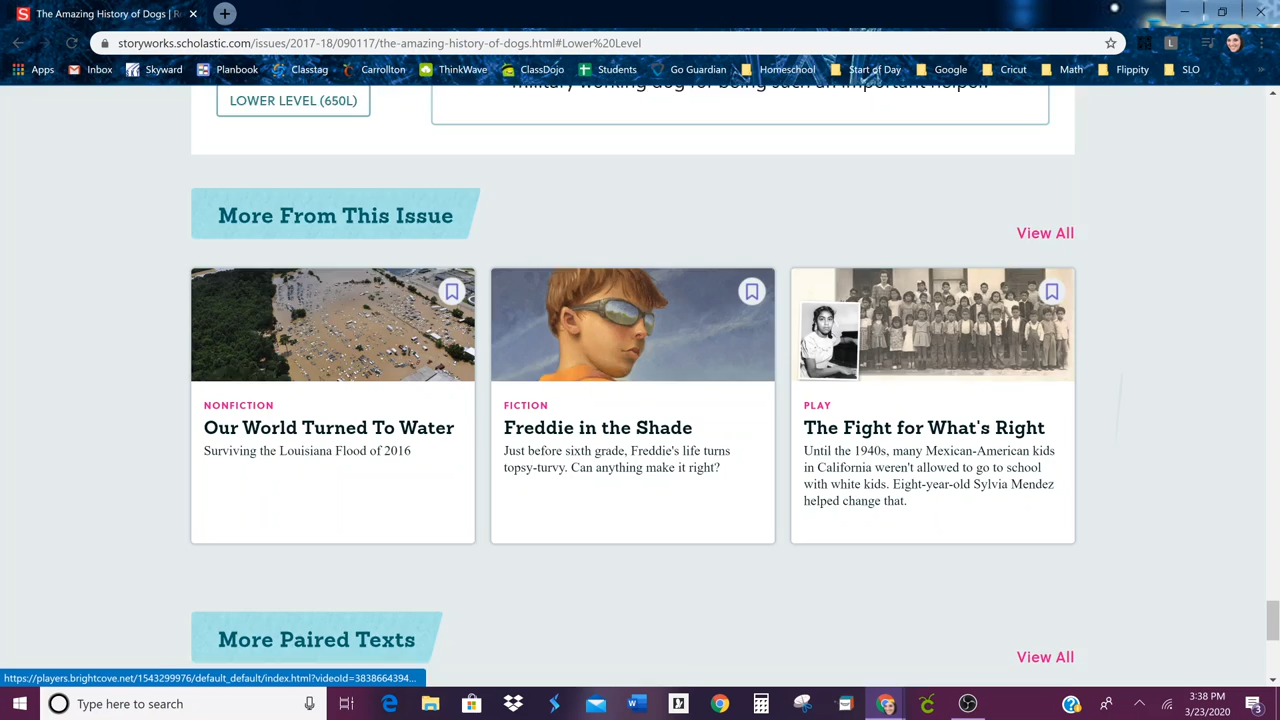 The Amazing History of Dogs | R
storyworks.scholastic.com/issues/2017-18/090117/the-amazing-history-of-dogs.html#Lower%20Level
L
Apps Inbox Skyward Planbook Classtag Carrollton ThinkWave ClassDojo Students Go Guardian Homeschool Start of Day Google Cricut Math Flippity SLO
military working dog for being such an important helper.
LOWER LEVEL (650L)
More From This Issue
View All
NONFICTION
Our World Turned To Water
Surviving the Louisiana Flood of 2016
FICTION
Freddie in the Shade
Just before sixth grade, Freddie's life turns
topsy-turvy. Can anything make it right?
PLAY
The Fight for What's Right
Until the 1940s, many Mexican-American kids
in California weren't allowed to go to school
with white kids. Eight-year-old Sylvia Mendez
helped change that.
More Paired Texts
View All
https://players.brightcove.net/1543299976/default_default/index.html?videoId=3838664394...
Type here to search
3:38 PM
3/23/2020
3